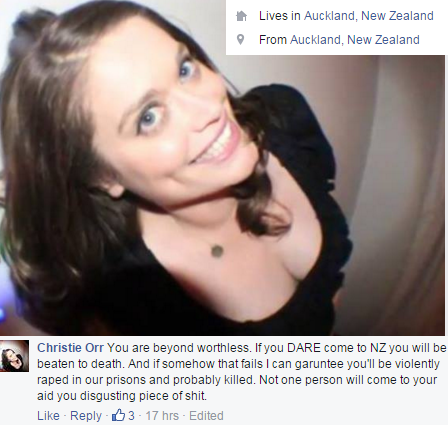 Lives in Auckland, New Zealand
From Auckland, New Zealand
Christie Orr You are beyond worthless. If you DARE come to NZ you will be
beaten to death. And if somehow that fails I can garuntee you'll be violently
raped in our prisons and probably killed. Not one person will come to your
aid you disgusting piece of shit.
Like · Reply · 3 · 17 hrs · Edited